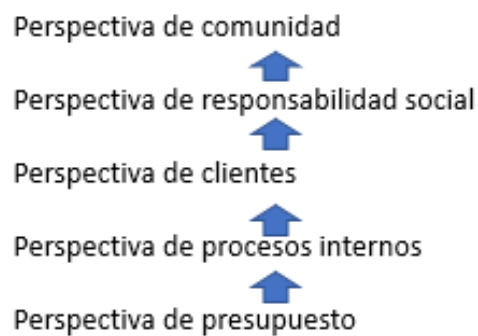 Perspectiva de comunidad
Perspectiva de responsabilidad social
Perspectiva de clientes
Perspectiva de procesos internos
Perspectiva de presupuesto